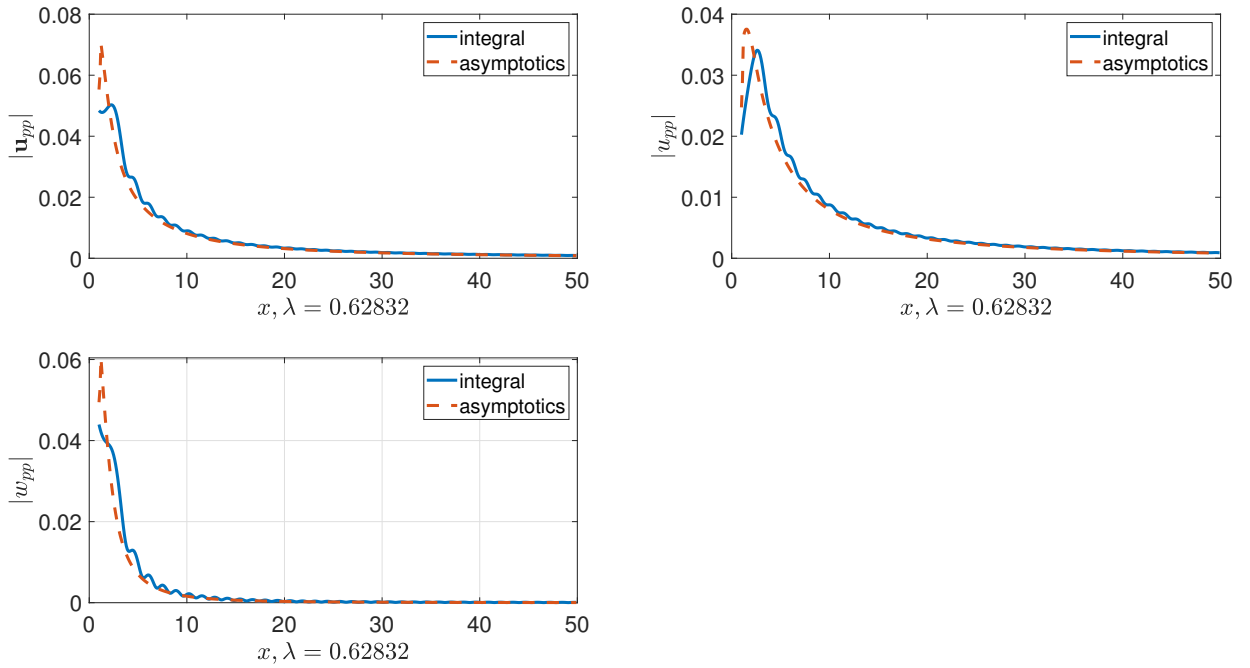 0.08
0.06
0.04
0.02
0
|u_{pp}|
integral
asymptotics
0 10 20 30 40 50
x, λ = 0.62832
0.04
0.03
0.02
0.01
0
|u_{pp}|
integral
asymptotics
0 10 20 30 40 50
x, λ = 0.62832
0.06
0.04
0.02
0
|w_{pp}|
integral
asymptotics
0 10 20 30 40 50
x, λ = 0.62832